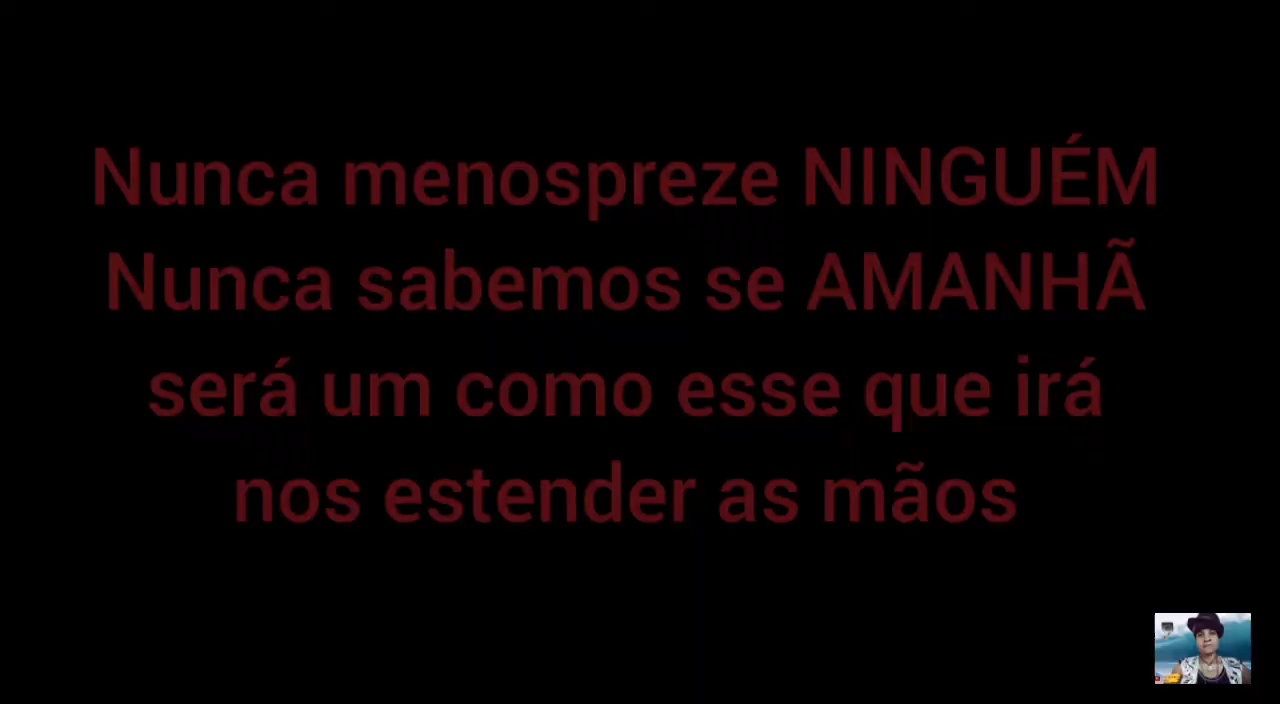 Nunca menospreze NINGUÉM
Nunca sabemos se AMANHÃ
será um como esse que irá
nos estender as mãos